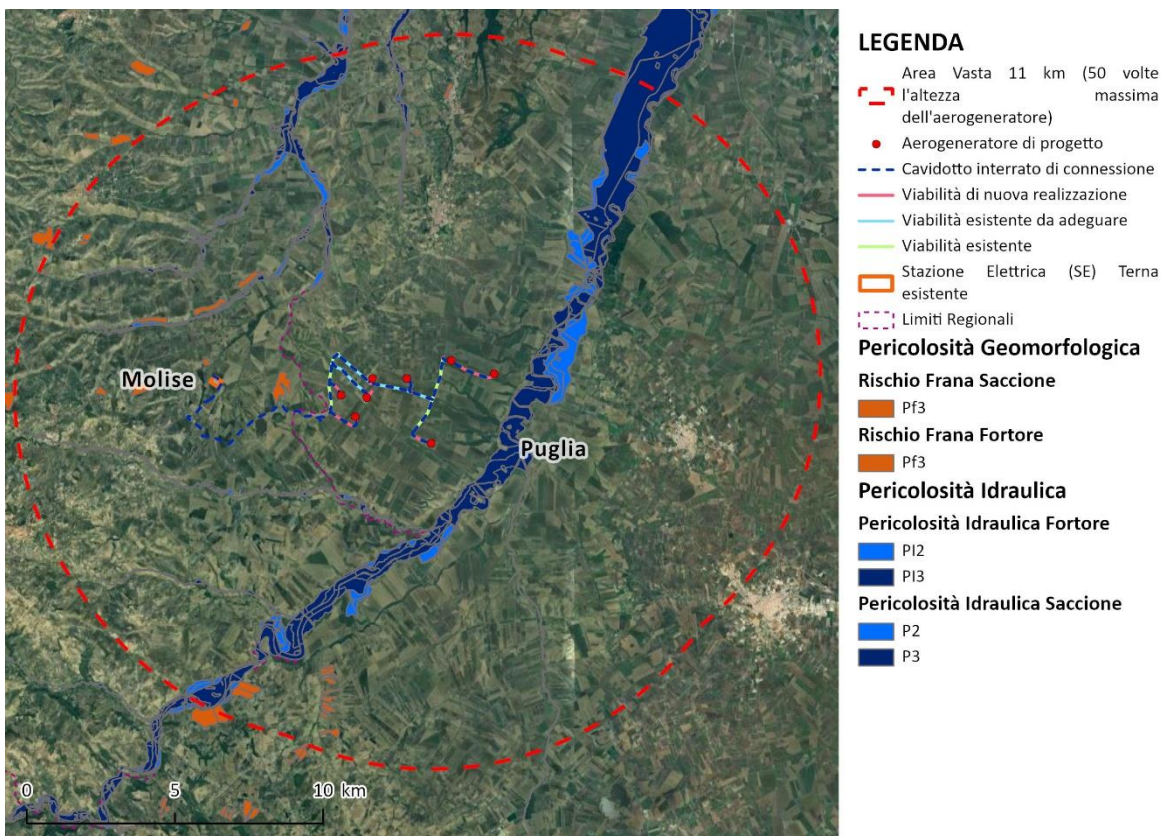 Molise
Puglia
0
5
10 km
LEGENDA
Area Vasta 11 km (50 volte
l'altezza massima
dell'aerogeneratore)
Aerogeneratore di progetto
Cavidotto interrato di connessione
Viabilità di nuova realizzazione
Viabilità esistente da adeguare
Viabilità esistente
Stazione Elettrica (SE) Terna
esistente
Limiti Regionali
Pericolosità Geomorfologica
Rischio Frana Saccione
Pf3
Rischio Frana Fortore
Pf3
Pericolosità Idraulica
Pericolosità Idraulica Fortore
PI2
PI3
Pericolosità Idraulica Saccione
P2
P3